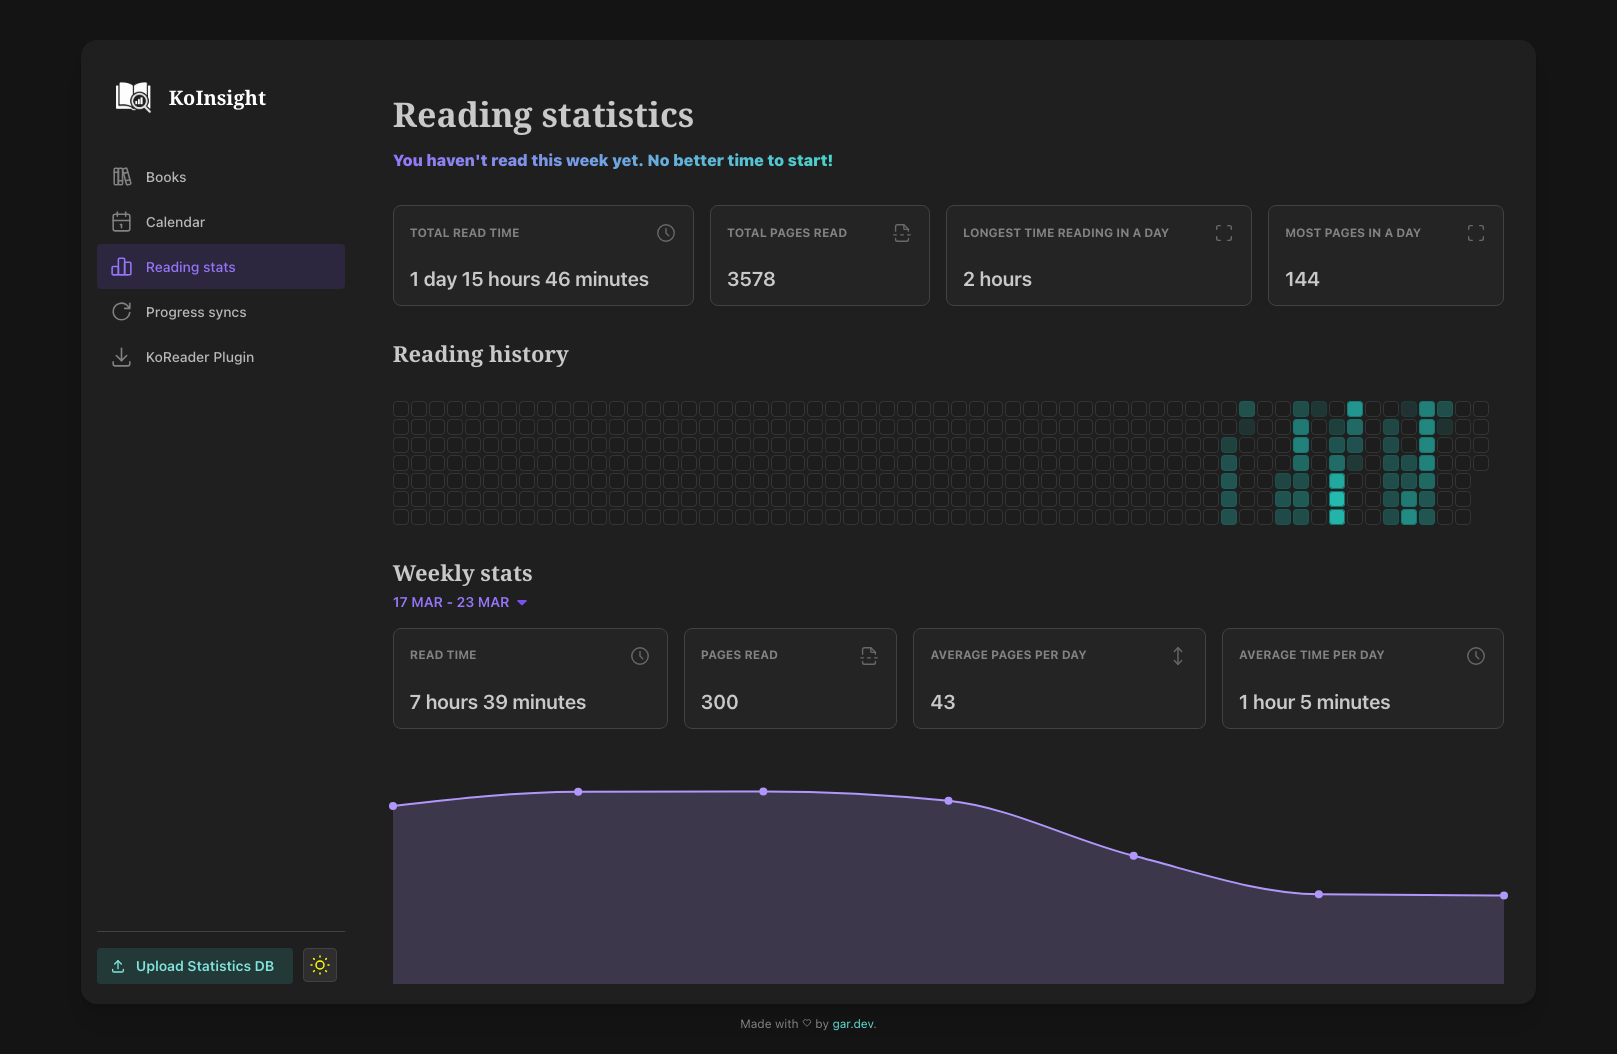 KoInsight
Books
Calendar
Reading stats
Progress syncs
KoReader Plugin
Upload Statistics DB
Reading statistics
You haven't read this week yet. No better time to start!
TOTAL READ TIME
1 day 15 hours 46 minutes
TOTAL PAGES READ
3578
LONGEST TIME READING IN A DAY
2 hours
MOST PAGES IN A DAY
144
Reading history
Weekly stats
17 MAR - 23 MAR
READ TIME
7 hours 39 minutes
PAGES READ
300
AVERAGE PAGES PER DAY
43
AVERAGE TIME PER DAY
1 hour 5 minutes
Made with ♡ by gar.dev.